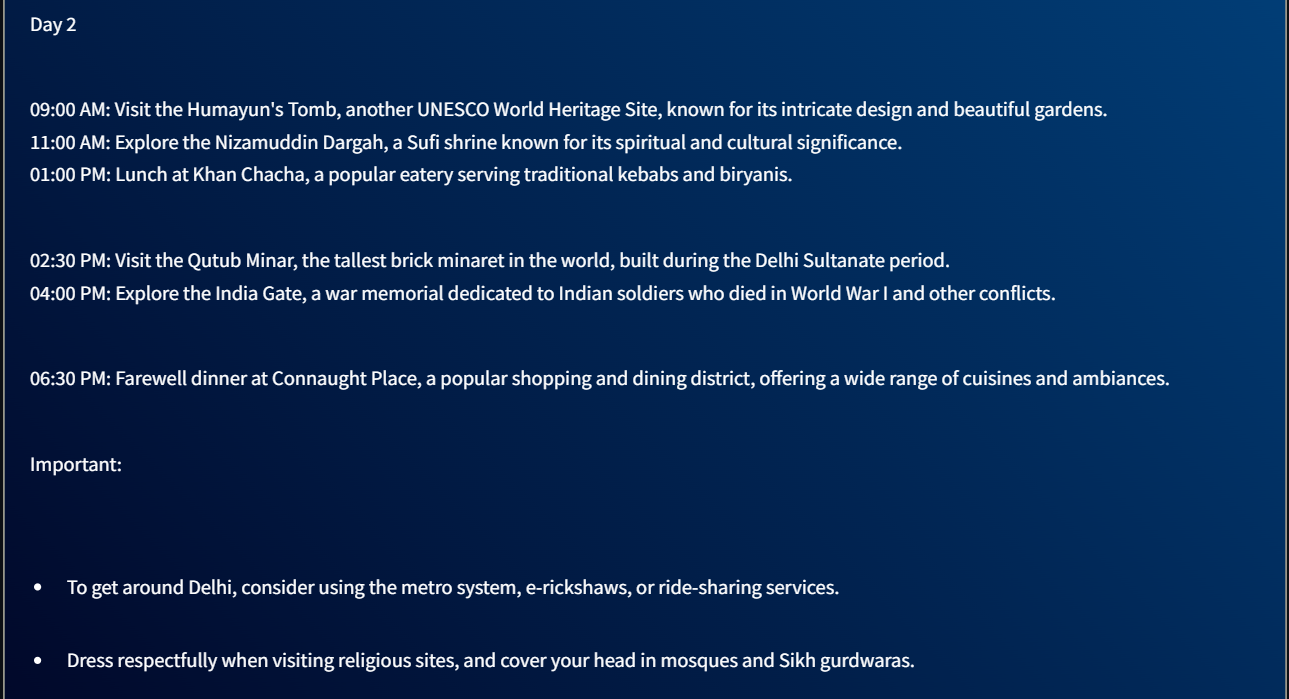 Day 2
09:00 AM: Visit the Humayun's Tomb, another UNESCO World Heritage Site, known for its intricate design and beautiful gardens.
11:00 AM: Explore the Nizamuddin Dargah, a Sufi shrine known for its spiritual and cultural significance.
01:00 PM: Lunch at Khan Chacha, a popular eatery serving traditional kebabs and biryanis.
02:30 PM: Visit the Qutub Minar, the tallest brick minaret in the world, built during the Delhi Sultanate period.
04:00 PM: Explore the India Gate, a war memorial dedicated to Indian soldiers who died in World War I and other conflicts.
06:30 PM: Farewell dinner at Connaught Place, a popular shopping and dining district, offering a wide range of cuisines and ambiances.
Important:
• To get around Delhi, consider using the metro system, e-rickshaws, or ride-sharing services.
• Dress respectfully when visiting religious sites, and cover your head in mosques and Sikh gurdwaras.